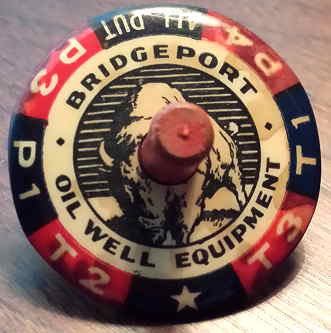 BRIDGEPORT
OIL WELL EQUIPMENT
ALL PUT
P4
T1
T3
T2
P1
P3